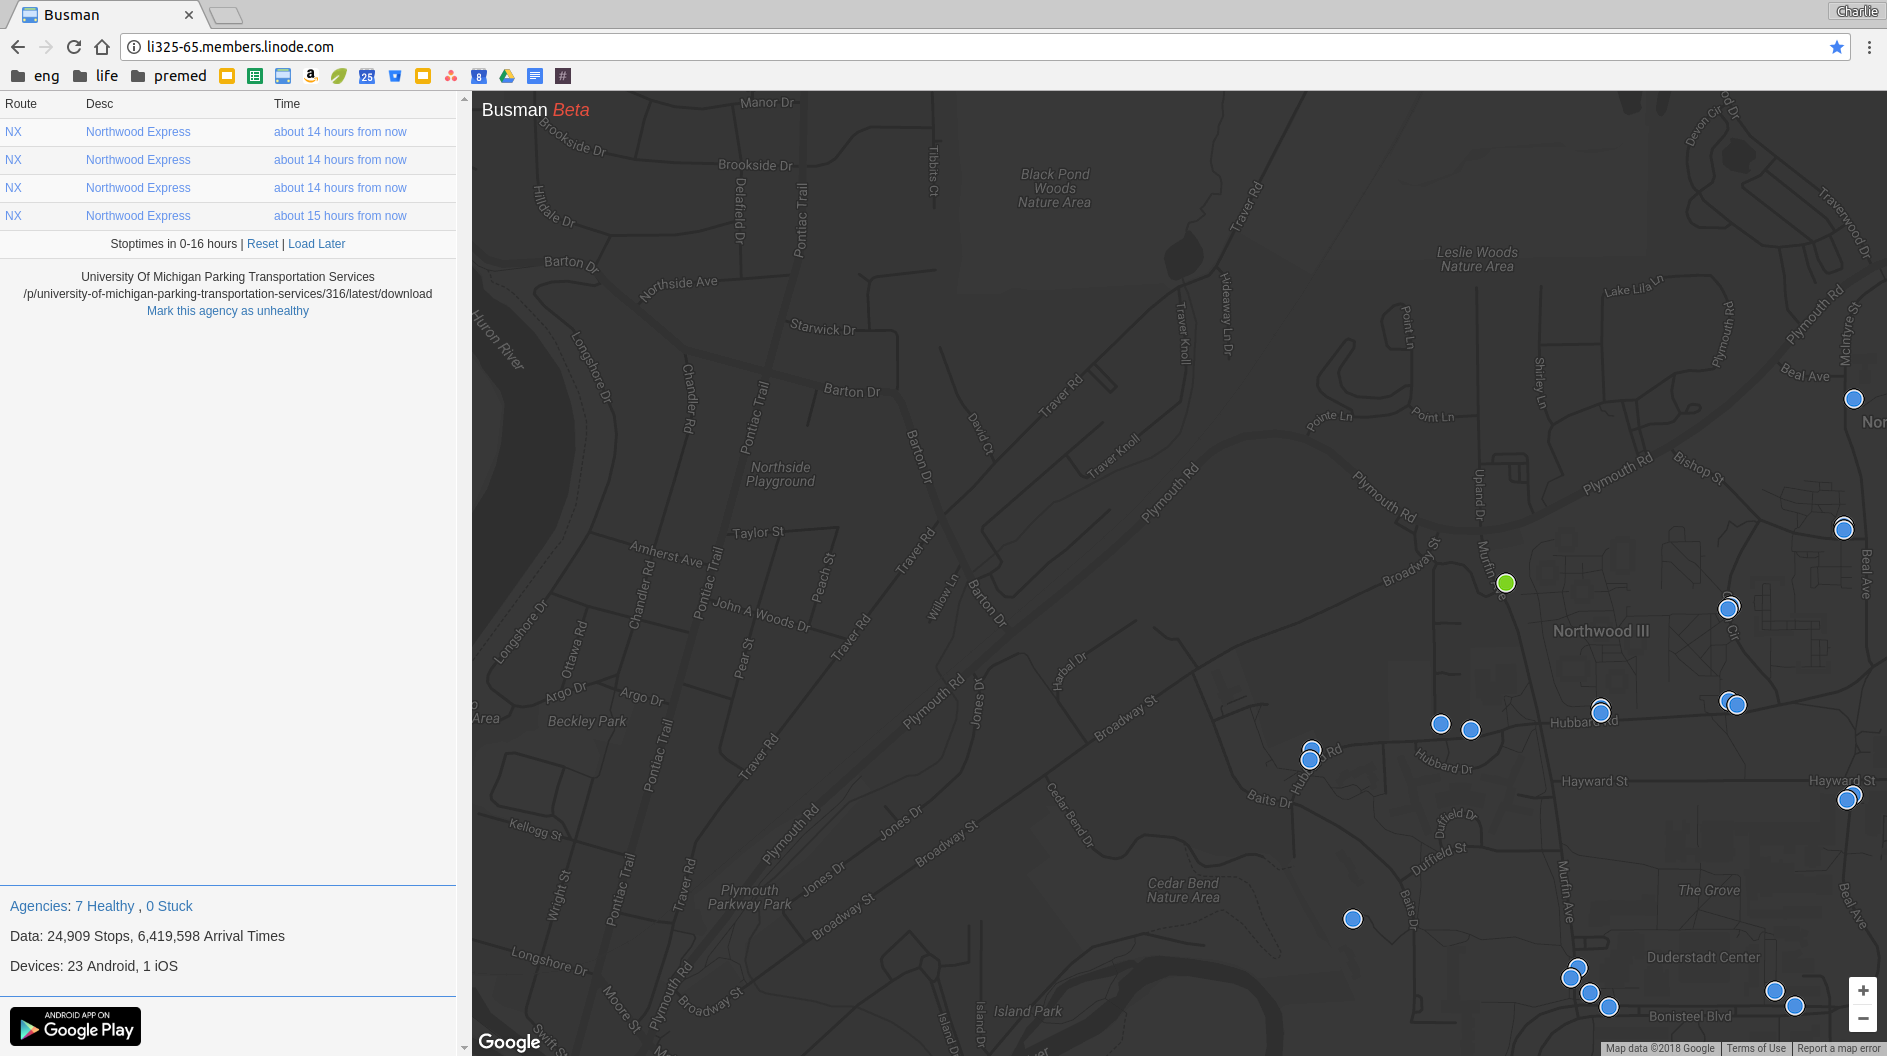 Busman
Charlie
li325-65.members.linode.com
eng life premed 25 8 #
Route Desc Time
NX Northwood Express about 14 hours from now
NX Northwood Express about 14 hours from now
NX Northwood Express about 14 hours from now
NX Northwood Express about 15 hours from now
Stoptimes in 0-16 hours | Reset | Load Later
University Of Michigan Parking Transportation Services
/p/university-of-michigan-parking-transportation-services/316/latest/download
Mark this agency as unhealthy
Agencies: 7 Healthy , 0 Stuck
Data: 24,909 Stops, 6,419,598 Arrival Times
Devices: 23 Android, 1 iOS
ANDROID APP ON
Google Play
Busman Beta
Manor Dr
Brookside Dr
Brookside Dr
Tibbits Ct
Black Pond
Woods
Nature Area
Devon Cir
Hilldale Dr
Delafield Dr
Pontiac Trail
Traver Rd
Traverwood Dr
Leslie Woods
Nature Area
Barton Dr
Northside Ave
Hideaway Ln Dr
Lake Lila Ln
Plymouth Rd
Plymouth Rd
McIntyre St
Huron River
Longshore Dr
Starwick Dr
Traver Knoll
Point Ln
Shirley Ln
Beal Ave
Chandler Rd
Pontiac Trail
Barton Dr
Traver Rd
David Ct
Pointe Ln
Point Ln
Nor
Northside
Playground
Barton Dr
Traver Knoll
Plymouth Rd
Plymouth Rd
Upland Dr
Plymouth Rd
Bishop St
Taylor St
Amherst Ave
Chandler Rd
Pontiac Trail
Peach St
Traver Rd
Willow Ln
Barton Dr
Broadway St
Murfin Ave
Beal Ave
John A Woods Dr
Longshore Dr
Ottawa Rd
Pear St
Traver Rd
Harbal Dr
Northwood III
Argo Dr
Argo Dr
Area
Beckley Park
Plymouth Rd
Jones Dr
Broadway St
Hubbard Rd
Pontiac Trail
Traver Rd
Hubbard Dr
Hayward St
Hayward St
Baits Dr
Cedar Bend Dr
Kellogg St
Plymouth Rd
Jones Dr
Broadway St
Duffield Dr
Duffield St
Wright St
Pontiac Trail
Traver Rd
Plymouth
Parkway Park
Jones Dr
Broadway St
Cedar Bend
Nature Area
Baits Dr
Murfin Ave
The Grove
Beal Ave
Longshore Dr
Duderstadt Center
Moore St
Plymouth Rd
Broadway St
Island Dr
Island Dr
Island Park
Bonisteel Blvd
Swift St
Google
Map data ©2018 Google Terms of Use Report a map error